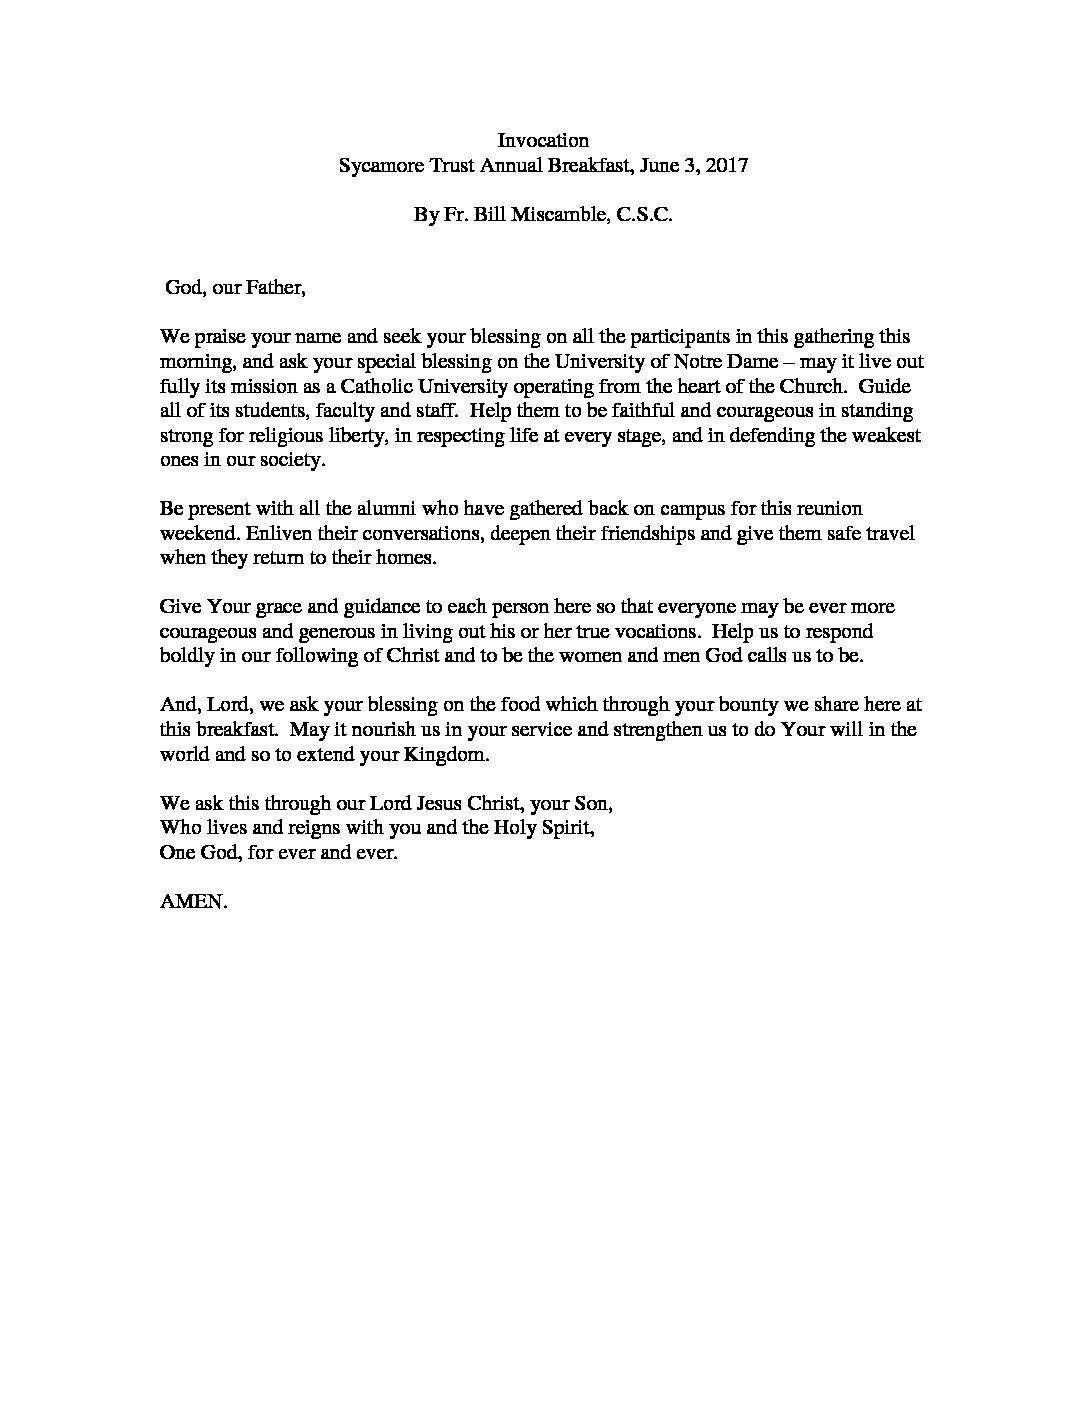 Invocation
Sycamore Trust Annual Breakfast, June 3, 2017
By Fr. Bill Miscamble, C.S.C.
God, our Father,
We praise your name and seek your blessing on all the participants in this gathering this
morning, and ask your special blessing on the University of Notre Dame – may it live out
fully its mission as a Catholic University operating from the heart of the Church.  Guide
all of its students, faculty and staff.  Help them to be faithful and courageous in standing
strong for religious liberty, in respecting life at every stage, and in defending the weakest
ones in our society.
Be present with all the alumni who have gathered back on campus for this reunion
weekend. Enliven their conversations, deepen their friendships and give them safe travel
when they return to their homes.
Give Your grace and guidance to each person here so that everyone may be ever more
courageous and generous in living out his or her true vocations.  Help us to respond
boldly in our following of Christ and to be the women and men God calls us to be.
And, Lord, we ask your blessing on the food which through your bounty we share here at
this breakfast.  May it nourish us in your service and strengthen us to do Your will in the
world and so to extend your Kingdom.
We ask this through our Lord Jesus Christ, your Son,
Who lives and reigns with you and the Holy Spirit,
One God, for ever and ever.
AMEN.